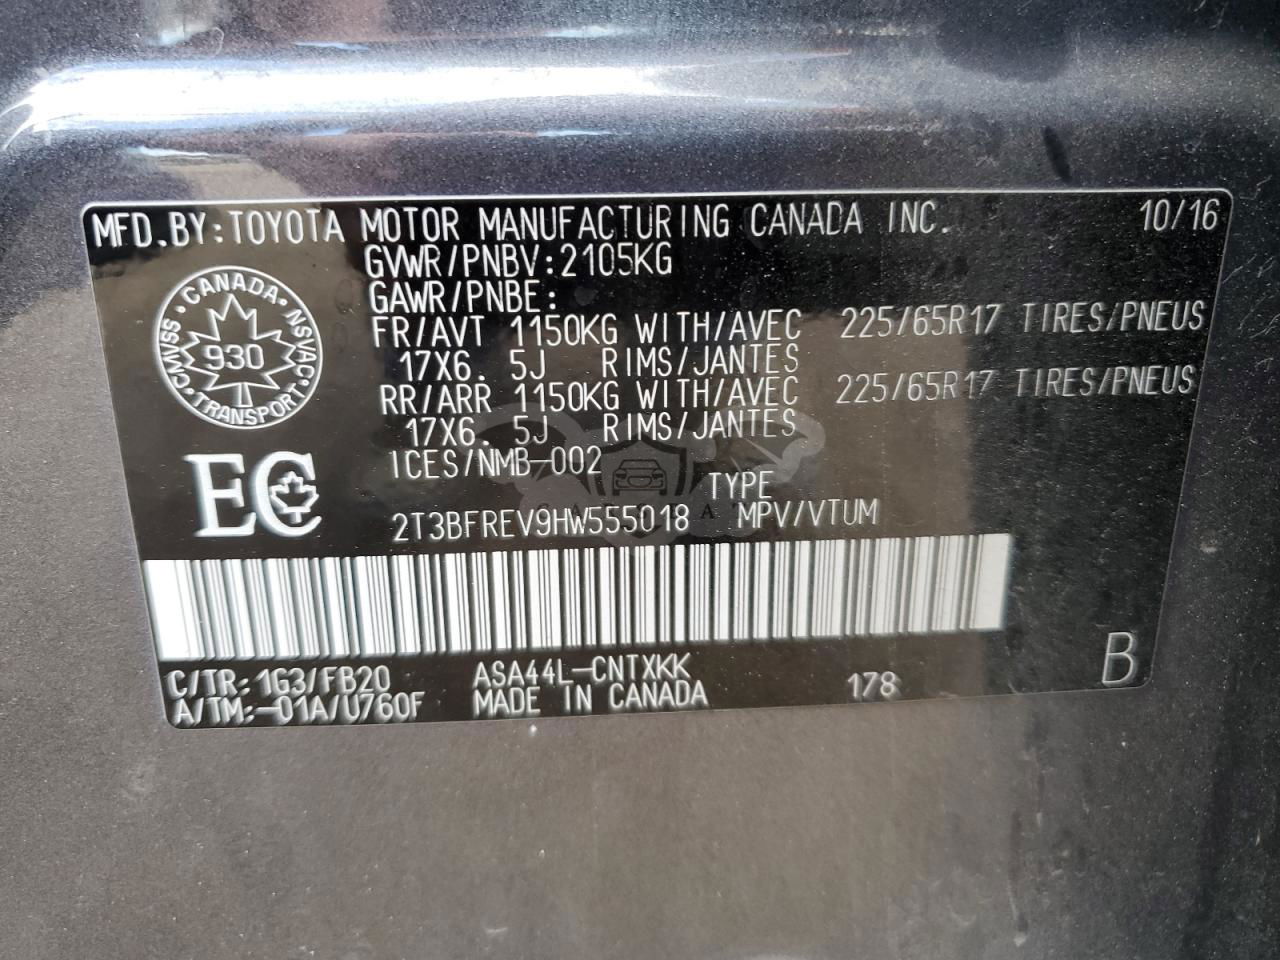 MFD.BY:TOYOTA MOTOR MANUFACTURING CANADA INC. 10/16
GVWR/PNBV:2105KG
GAWR/PNBE:
FR/AVT 1150KG WITH/AVEC 225/65R17 TIRES/PNEUS
17X6.5J RIMS/JANTES
RR/ARR 1150KG WITH/AVEC 225/65R17 TIRES/PNEUS
17X6.5J RIMS/JANTES
ICES/NMB-002
CANADA
CMVSS 930 NSVAC
TRANSPORT
EC
TYPE
2T3BFREV9HW555018 MPV/VTUM
C/TR:1G3/FB20 ASA44L-CNTXKK 178 B
A/TM:-01A/U760F MADE IN CANADA